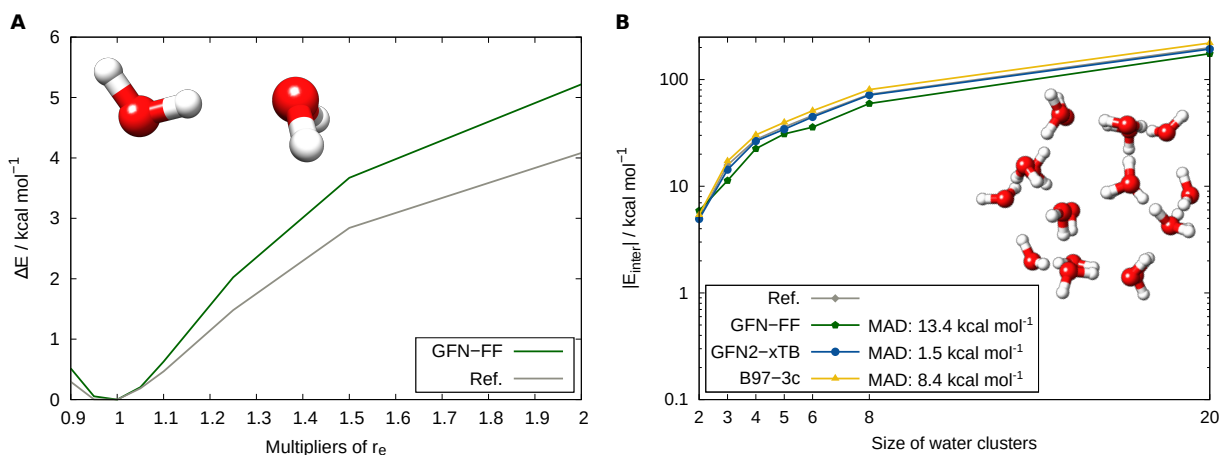 A
ΔE / kcal mol⁻¹
6
5
4
3
2
1
0
GFN−FF
Ref.
0.9 1 1.1 1.2 1.3 1.4 1.5 1.6 1.7 1.8 1.9 2
Multipliers of rₑ
B
|E_inter| / kcal mol⁻¹
100
10
1
0.1
Ref.
GFN−FF MAD: 13.4 kcal mol⁻¹
GFN2−xTB MAD: 1.5 kcal mol⁻¹
B97−3c MAD: 8.4 kcal mol⁻¹
2 3 4 5 6 8 20
Size of water clusters